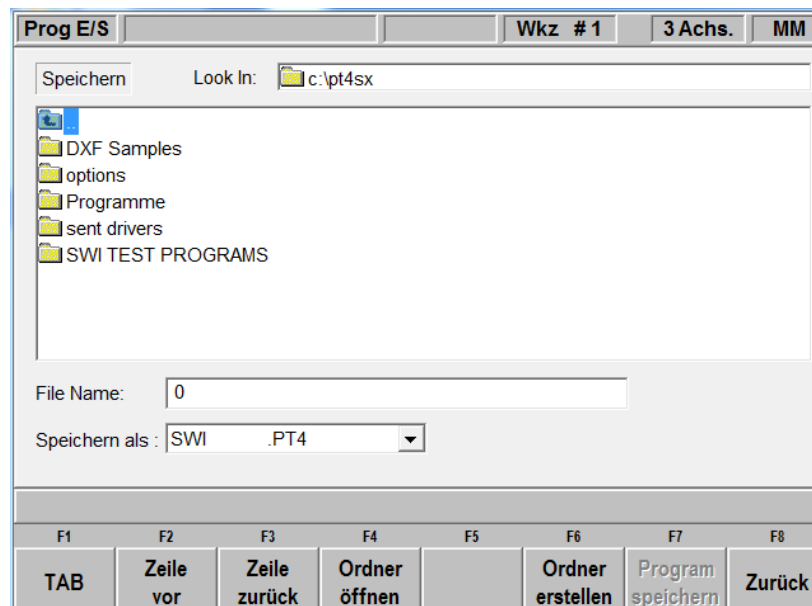 Prog E/S Wkz # 1 3 Achs. MM
Speichern Look In: c:\pt4sx
..
DXF Samples
options
Programme
sent drivers
SWI TEST PROGRAMS
File Name: 0
Speichern als : SWI .PT4
F1 F2 F3 F4 F5 F6 F7 F8
TAB Zeile vor Zeile zurück Ordner öffnen Ordner erstellen Program speichern Zurück